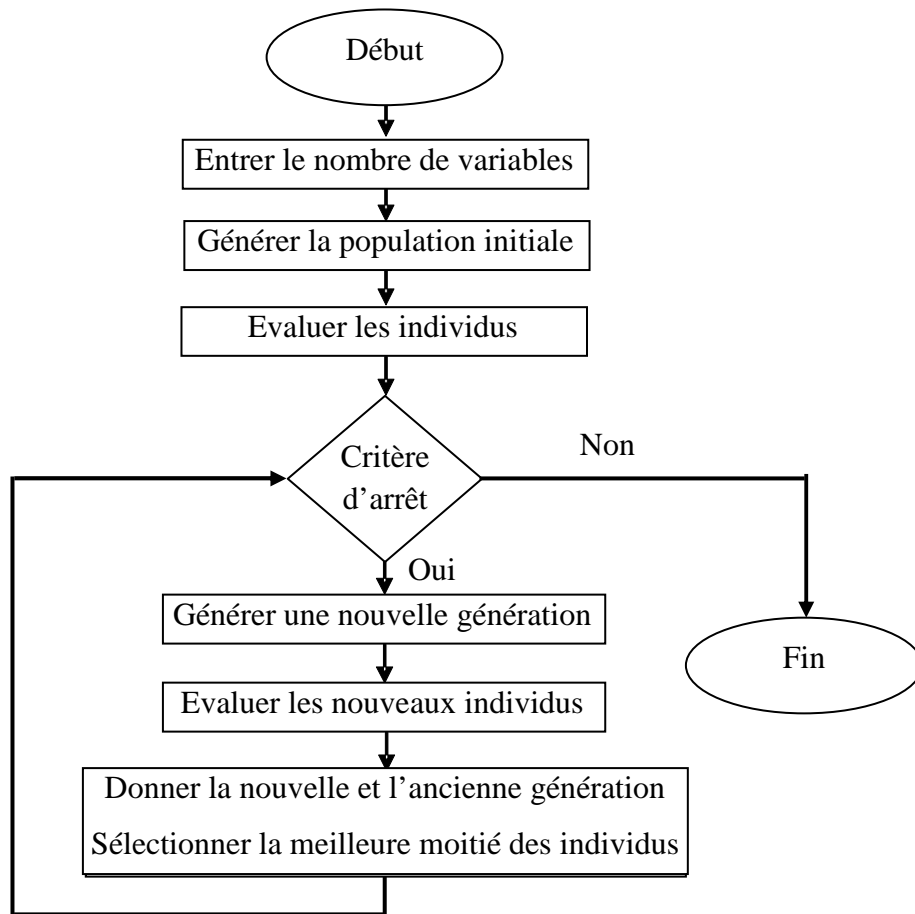 Début
Entrer le nombre de variables
Générer la population initiale
Evaluer les individus
Critère
d’arrêt
Non
Oui
Générer une nouvelle génération
Evaluer les nouveaux individus
Donner la nouvelle et l’ancienne génération
Sélectionner la meilleure moitié des individus
Fin